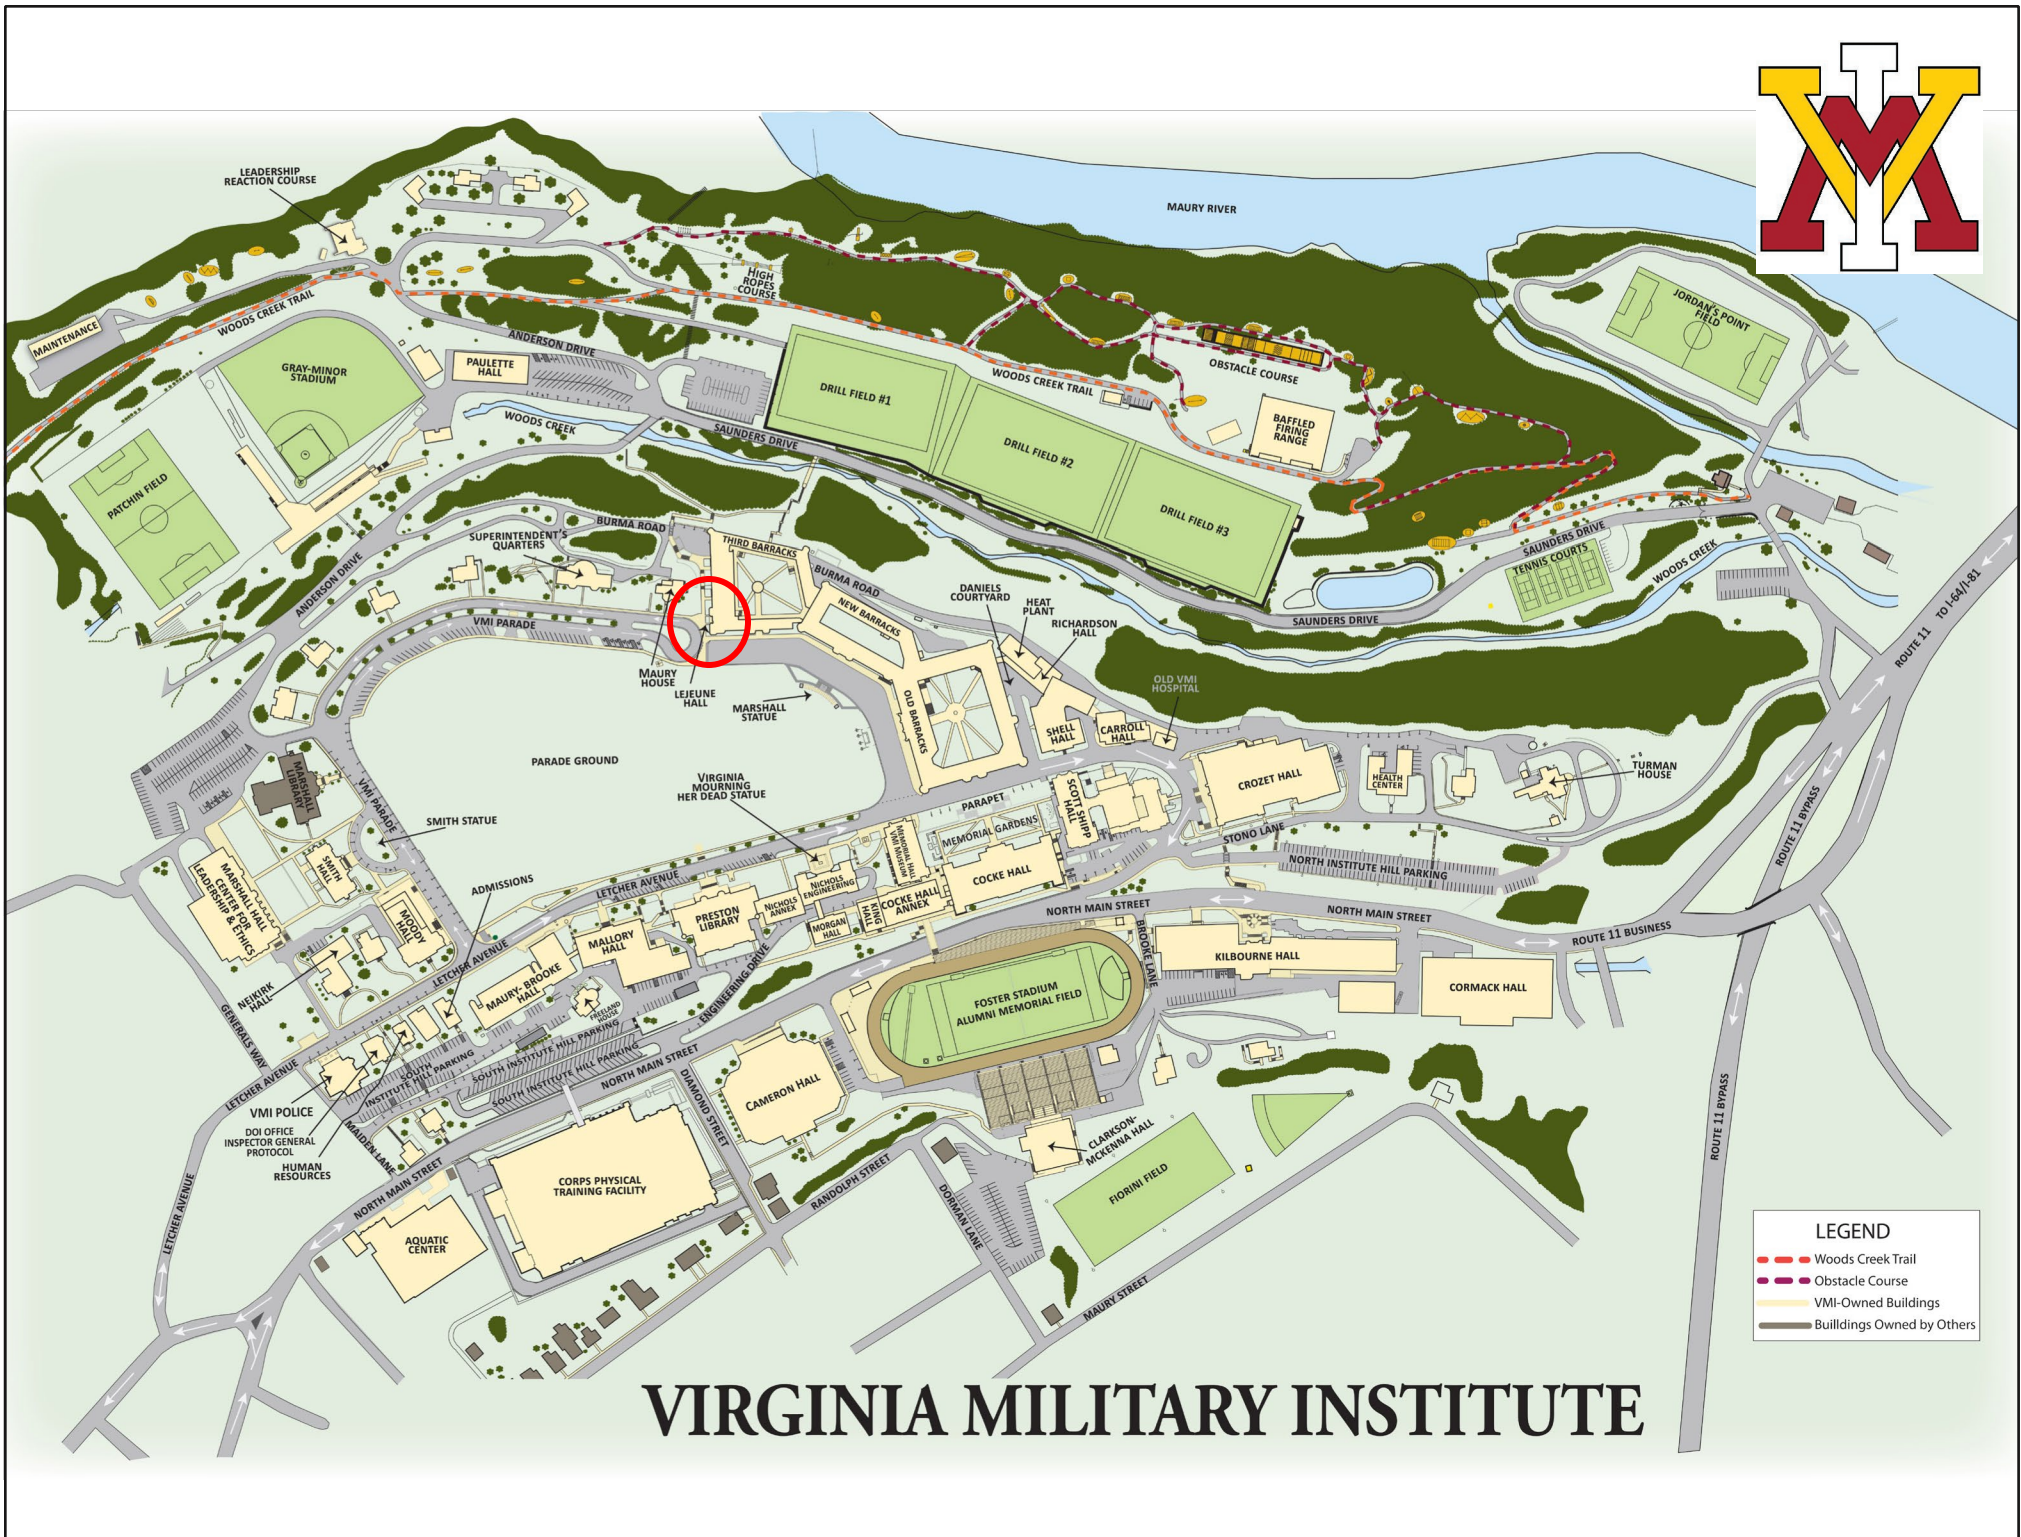 LEADERSHIP
REACTION COURSE
MAURY RIVER
HIGH
ROPES
COURSE
JORDAN'S POINT
FIELD
MAINTENANCE
WOODS CREEK TRAIL
ANDERSON DRIVE
GRAY-MINOR
STADIUM
PAULETTE
HALL
DRILL FIELD #1
WOODS CREEK TRAIL
OBSTACLE COURSE
WOODS CREEK
SAUNDERS DRIVE
DRILL FIELD #2
BAFFLED
FIRING
RANGE
PATCHIN FIELD
DRILL FIELD #3
BURMA ROAD
SUPERINTENDENT'S
QUARTERS
THIRD BARRACKS
SAUNDERS DRIVE
TENNIS COURTS
WOODS CREEK
ANDERSON DRIVE
BURMA ROAD
DANIELS
COURTYARD
HEAT
PLANT
RICHARDSON
HALL
NEW BARRACKS
SAUNDERS DRIVE
ROUTE 11
TO I-64/I-81
VMI PARADE
MAURY
HOUSE
LEJEUNE
HALL
MARSHALL
STATUE
OLD BARRACKS
OLD VMI
HOSPITAL
SHELL
HALL
CARROLL
HALL
PARADE GROUND
MARSHALL
LIBRARY
VMI PARADE
VIRGINIA
MOURNING
HER DEAD STATUE
CROZET HALL
HEALTH
CENTER
TURMAN
HOUSE
SMITH STATUE
PARAPET
SCOTT SHIPP
HALL
MEMORIAL GARDENS
MEMORIAL HALL
VMI MUSEUM
STONO LANE
ROUTE 11 BYPASS
NORTH INSTITUTE HILL PARKING
MARSHALL HALL
CENTER FOR
LEADERSHIP & ETHICS
SMITH
HALL
ADMISSIONS
LETCHER AVENUE
NICHOLS
ENGINEERING
COCKE HALL
NICHOLS
ANNEX
KING
HALL
COCKE HALL
ANNEX
MOODY
HALL
PRESTON
LIBRARY
MORGAN
HALL
NORTH MAIN STREET
NORTH MAIN STREET
ROUTE 11 BUSINESS
MALLORY
HALL
BROOKE LANE
KILBOURNE HALL
CORMACK HALL
LETCHER AVENUE
MAURY- BROOKE
HALL
ENGINEERING DRIVE
FOSTER STADIUM
ALUMNI MEMORIAL FIELD
NEIKIRK
HALL
FREELAND
HOUSE
GENERALS WAY
SOUTH INSTITUTE HILL PARKING
SOUTH
INSTITUTE HILL PARKING
SOUTH INSTITUTE HILL PARKING
NORTH MAIN STREET
LETCHER AVENUE
VMI POLICE
DOI OFFICE
INSPECTOR GENERAL
PROTOCOL
HUMAN
RESOURCES
MAIDEN LANE
DIAMOND STREET
CAMERON HALL
CLARKSON-
MCKENNA HALL
ROUTE 11 BYPASS
NORTH MAIN STREET
CORPS PHYSICAL
TRAINING FACILITY
RANDOLPH STREET
FIORINI FIELD
LETCHER AVENUE
AQUATIC
CENTER
DORMAN LANE
MAURY STREET
LEGEND
Woods Creek Trail
Obstacle Course
VMI-Owned Buildings
Builldings Owned by Others
VIRGINIA MILITARY INSTITUTE
VMI